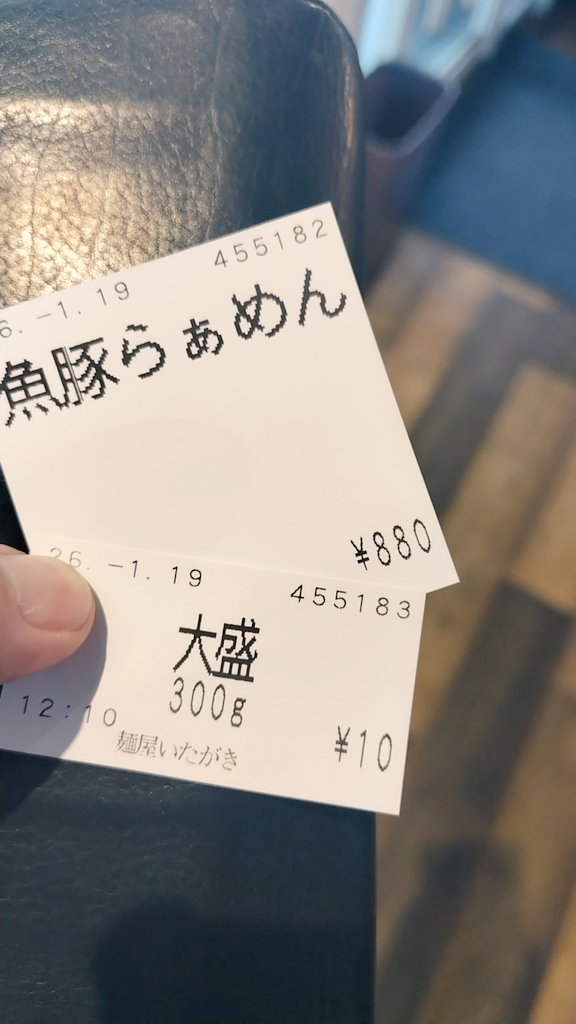 6.-1.19 455182
魚豚らぁめん
¥880
26.-1.19 455183
大盛
300g
12:10 ¥10
麺屋いたがき